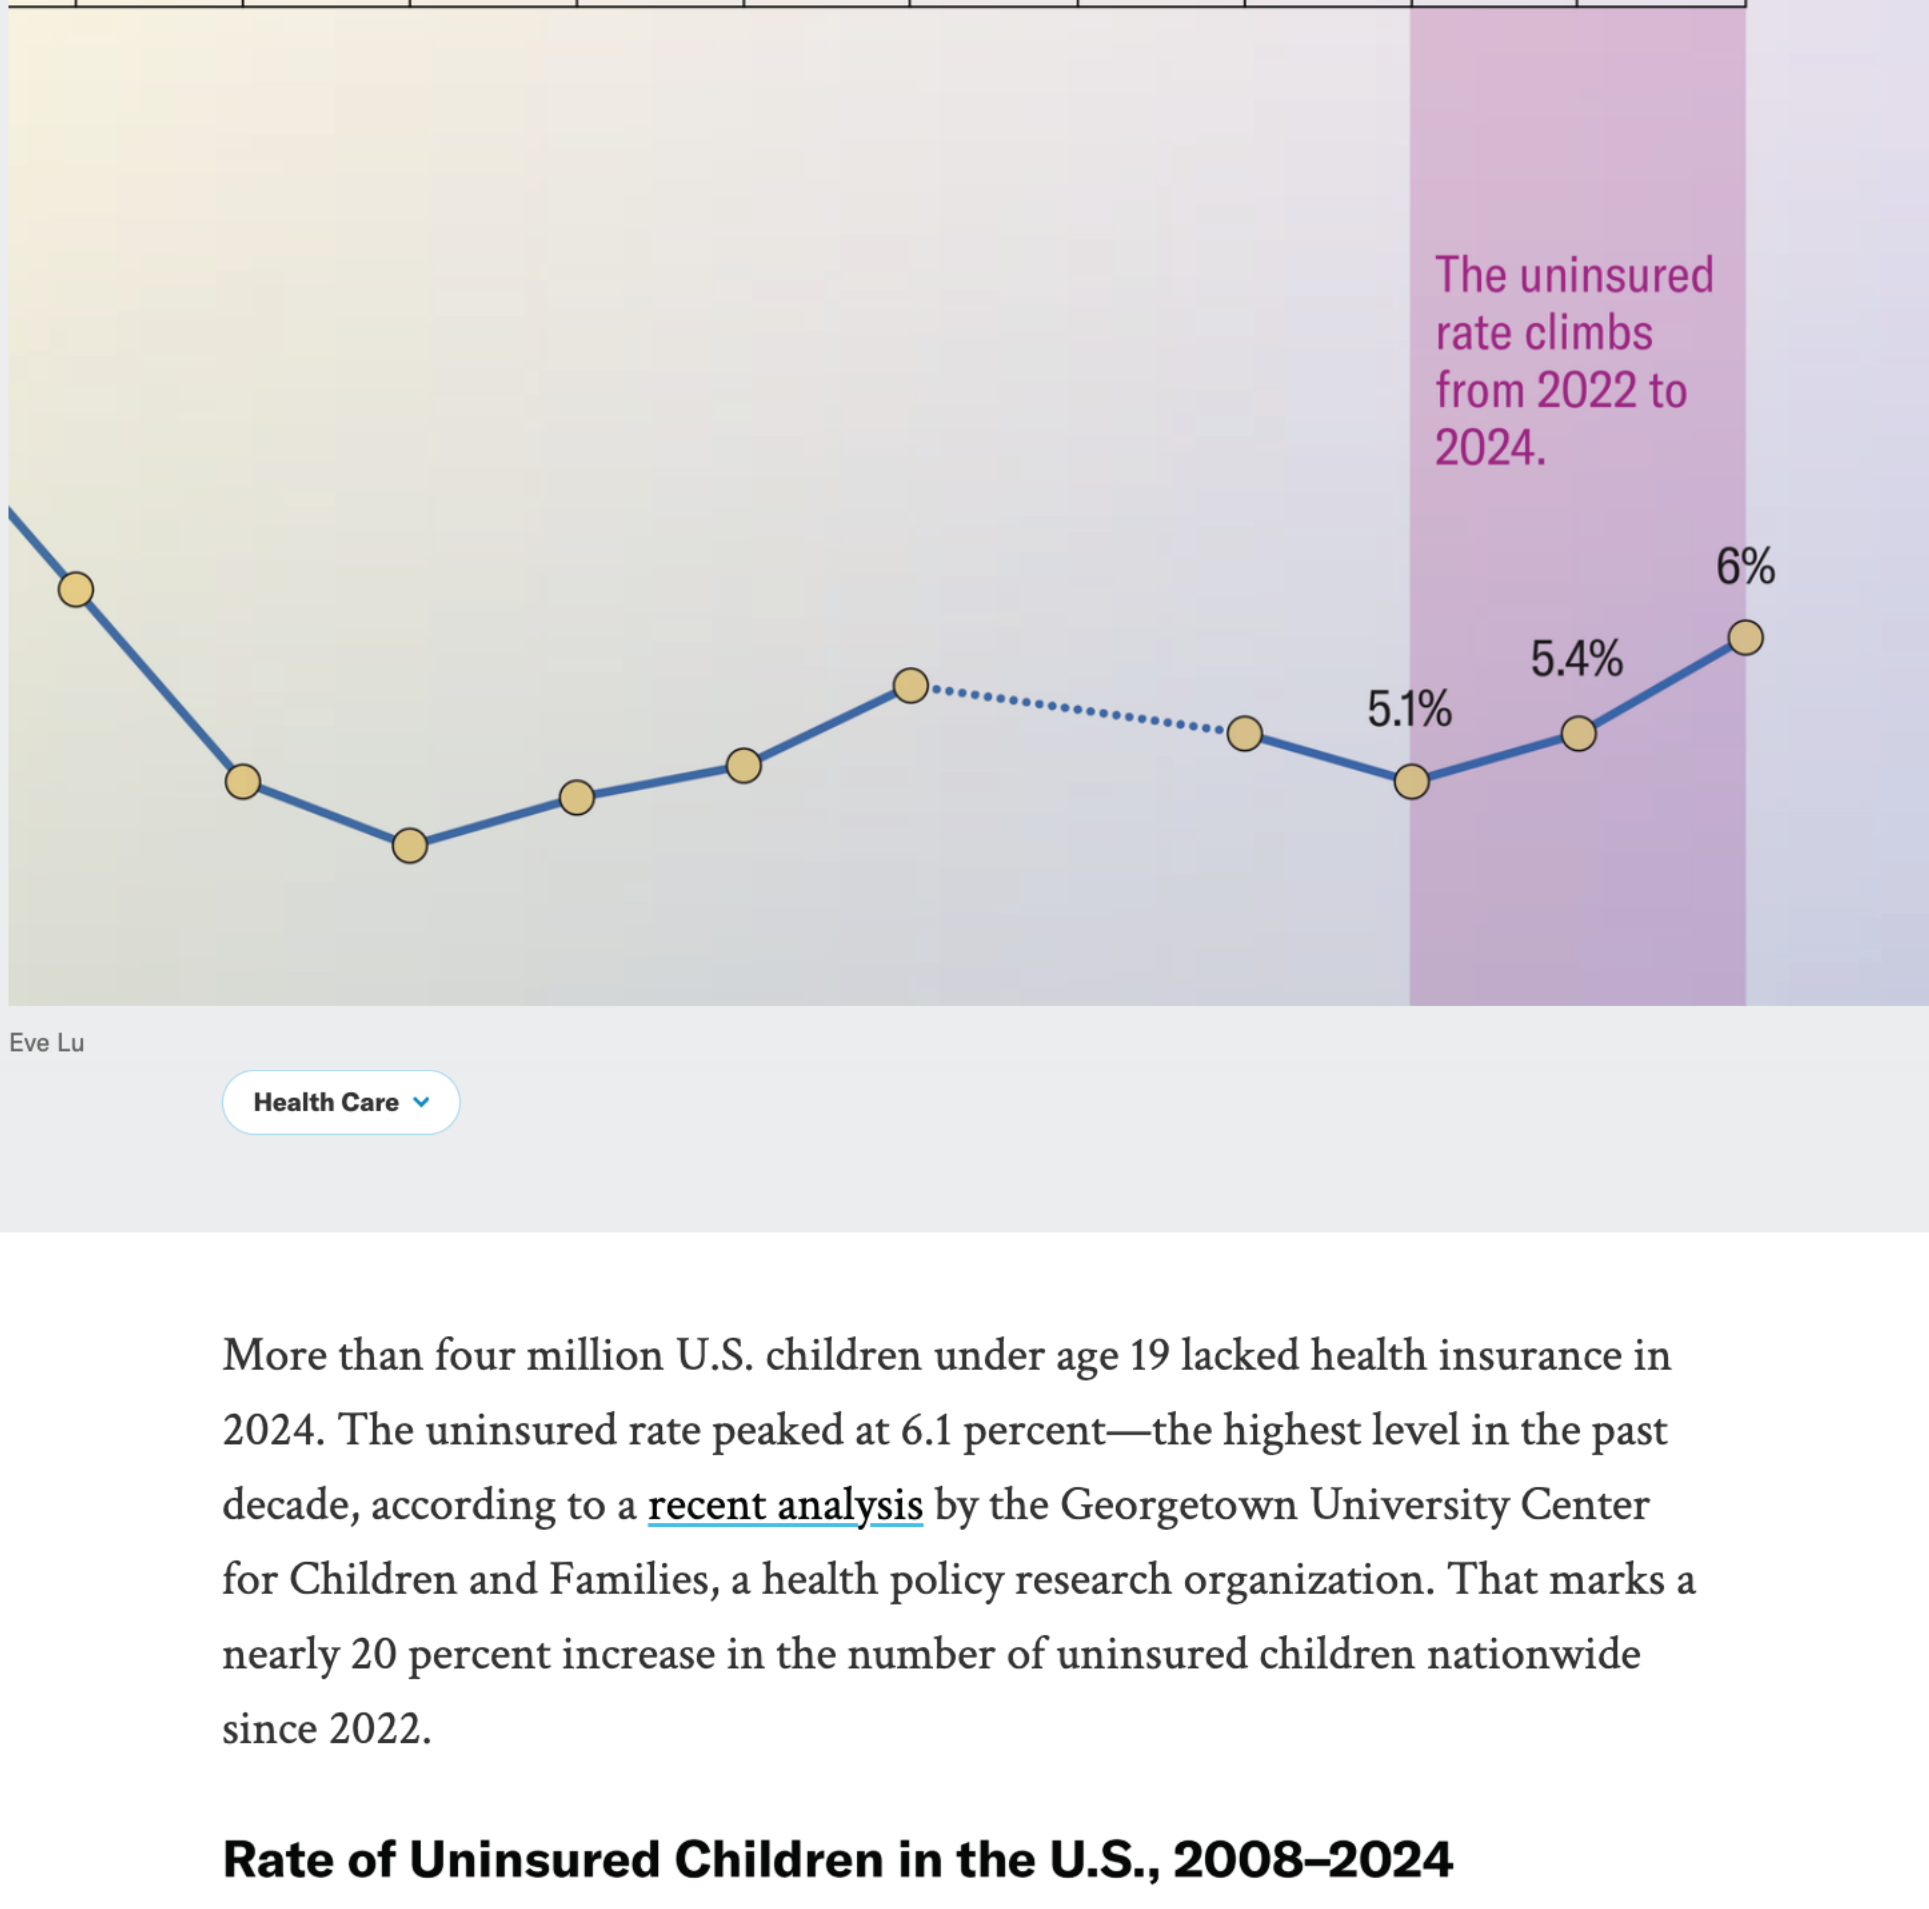 The uninsured
rate climbs
from 2022 to
2024.
6%
5.4%
5.1%
Eve Lu
Health Care
More than four million U.S. children under age 19 lacked health insurance in
2024. The uninsured rate peaked at 6.1 percent—the highest level in the past
decade, according to a recent analysis by the Georgetown University Center
for Children and Families, a health policy research organization. That marks a
nearly 20 percent increase in the number of uninsured children nationwide
since 2022.
Rate of Uninsured Children in the U.S., 2008–2024